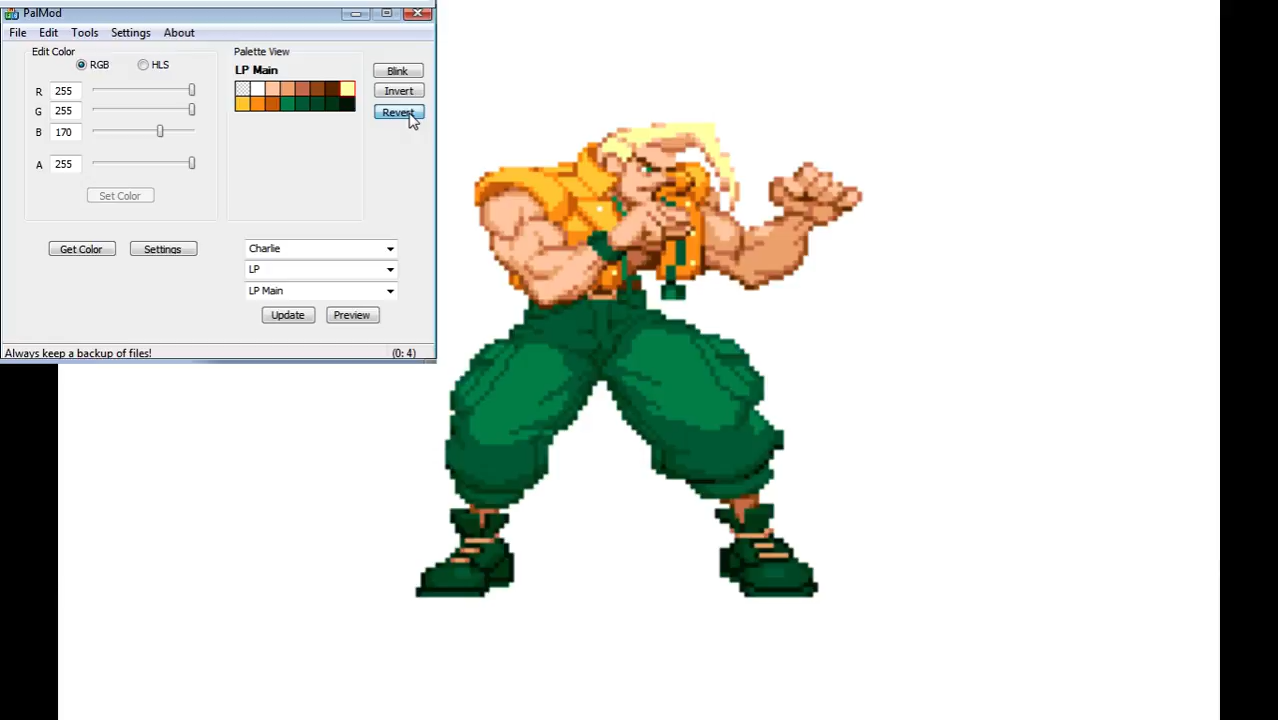 PalMod
File Edit Tools Settings About
Edit Color
RGB HLS
R 255
G 255
B 170
A 255
Set Color
Palette View
LP Main
Blink
Invert
Revert
Get Color Settings
Charlie
LP
LP Main
Update Preview
Always keep a backup of files! (0: 4)